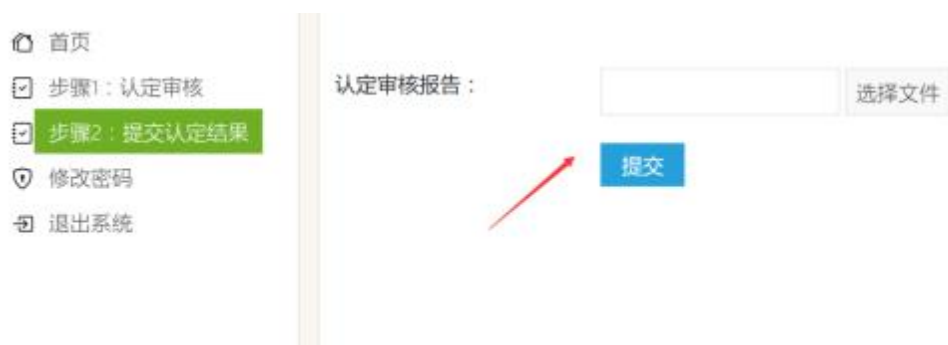 首页
步骤1：认定审核
步骤2：提交认定结果
修改密码
退出系统
认定审核报告：
选择文件
提交